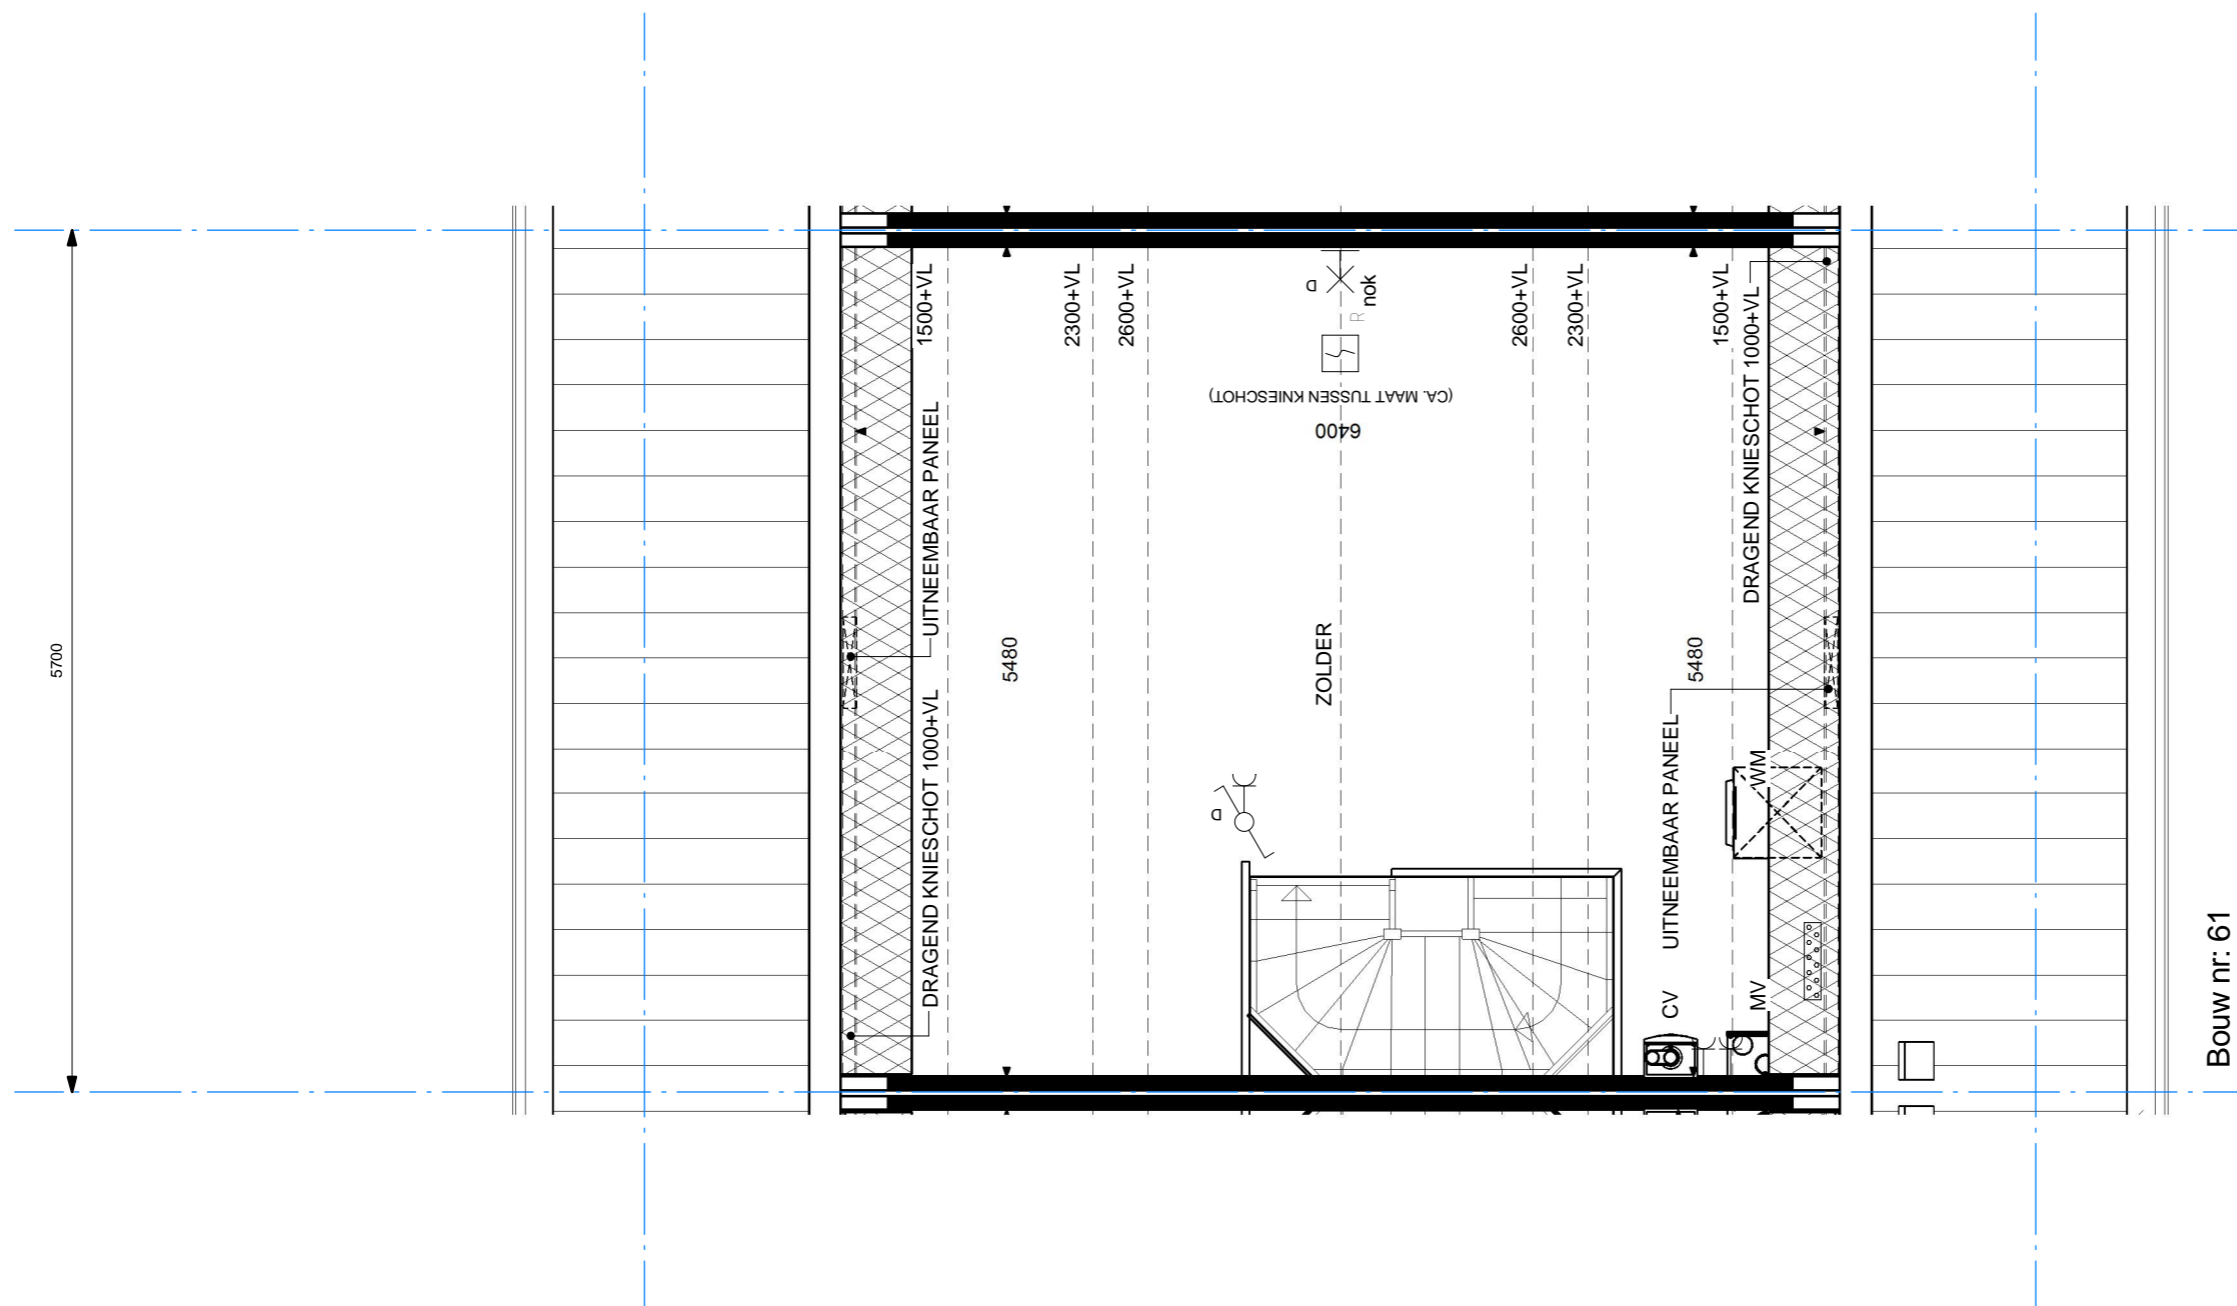 5700
1500+VL
2300+VL
2600+VL
D
nok
R
2600+VL
2300+VL
1500+VL
DRAGEND KNIESCHOT 1000+VL
(CA. MAAT TUSSEN KNIESCHOT)
6400
UITNEEMBAAR PANEEL
5480
ZOLDER
5480
DRAGEND KNIESCHOT 1000+VL
UITNEEMBAAR PANEEL
WM
D
CV
MV
Bouw nr: 61